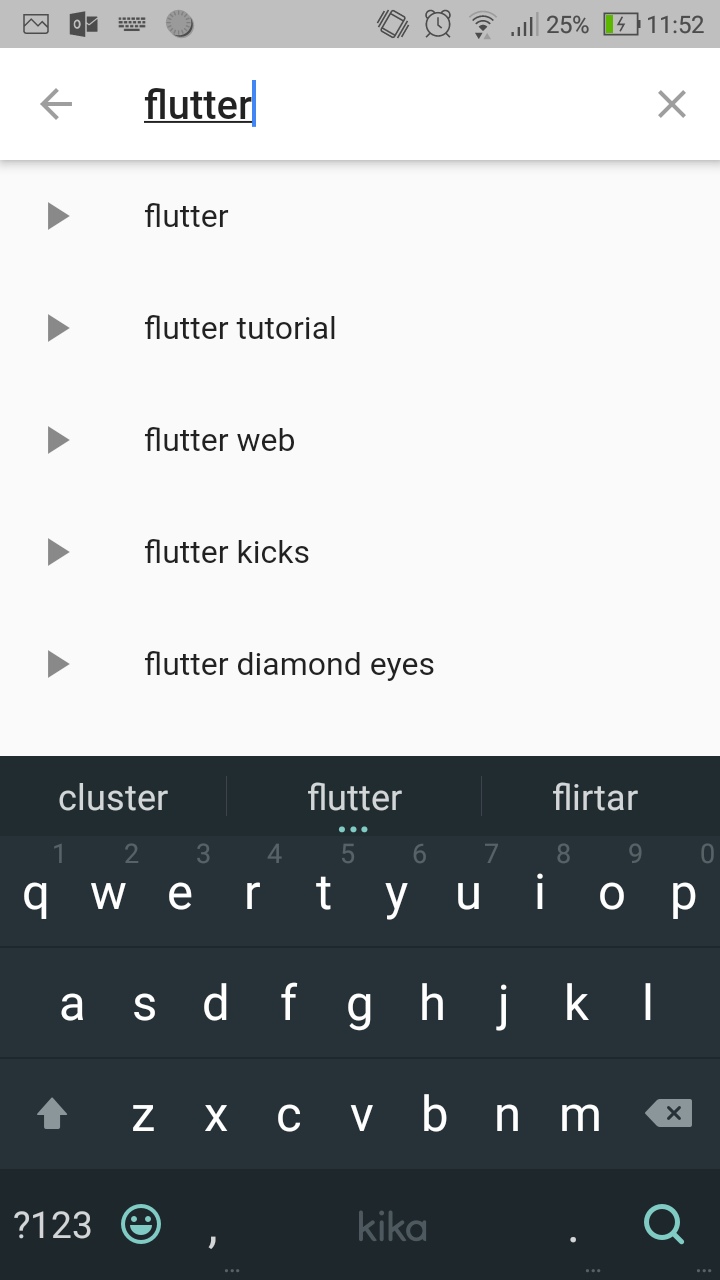 25% 11:52
flutter
flutter
flutter tutorial
flutter web
flutter kicks
flutter diamond eyes
cluster flutter flirtar
1 2 3 4 5 6 7 8 9 0
q w e r t y u i o p
a s d f g h j k l
z x c v b n m
?123 , kika .